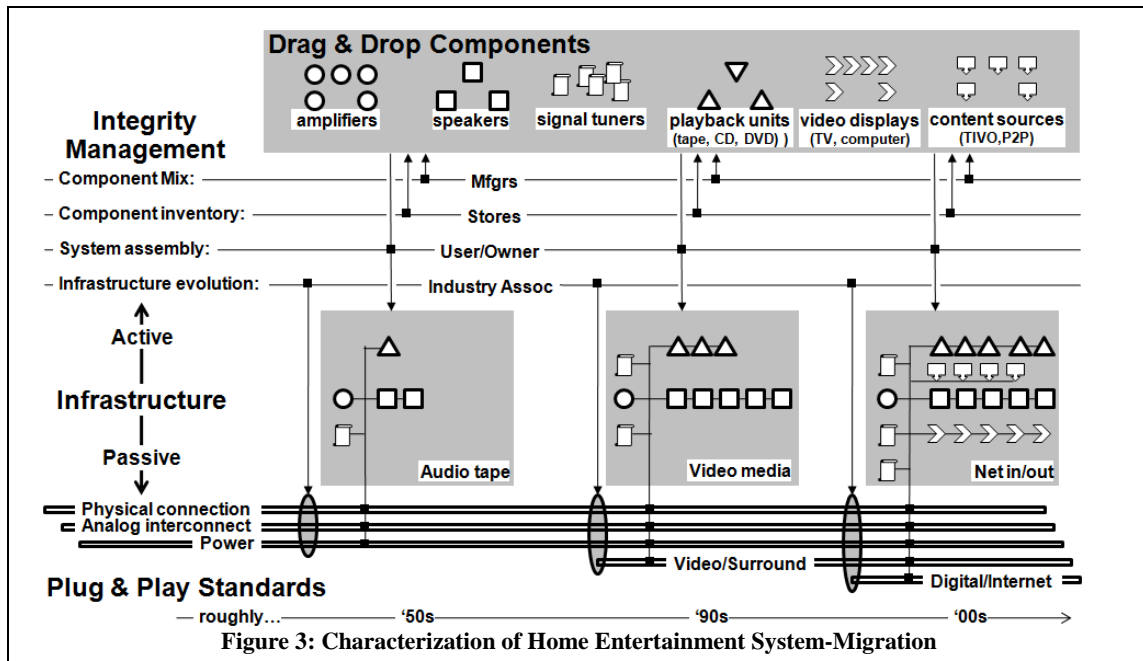 Drag & Drop Components
amplifiers
speakers
signal tuners
playback units
(tape, CD, DVD) )
video displays
(TV, computer)
content sources
(TIVO,P2P)
Integrity
Management
Component Mix:
Mfgrs
Component inventory:
Stores
System assembly:
User/Owner
Infrastructure evolution:
Industry Assoc
Active
Infrastructure
Passive
Audio tape
Video media
Net in/out
Physical connection
Analog interconnect
Power
Video/Surround
Digital/Internet
Plug & Play Standards
roughly…
‘50s
‘90s
‘00s
Figure 3: Characterization of Home Entertainment System-Migration